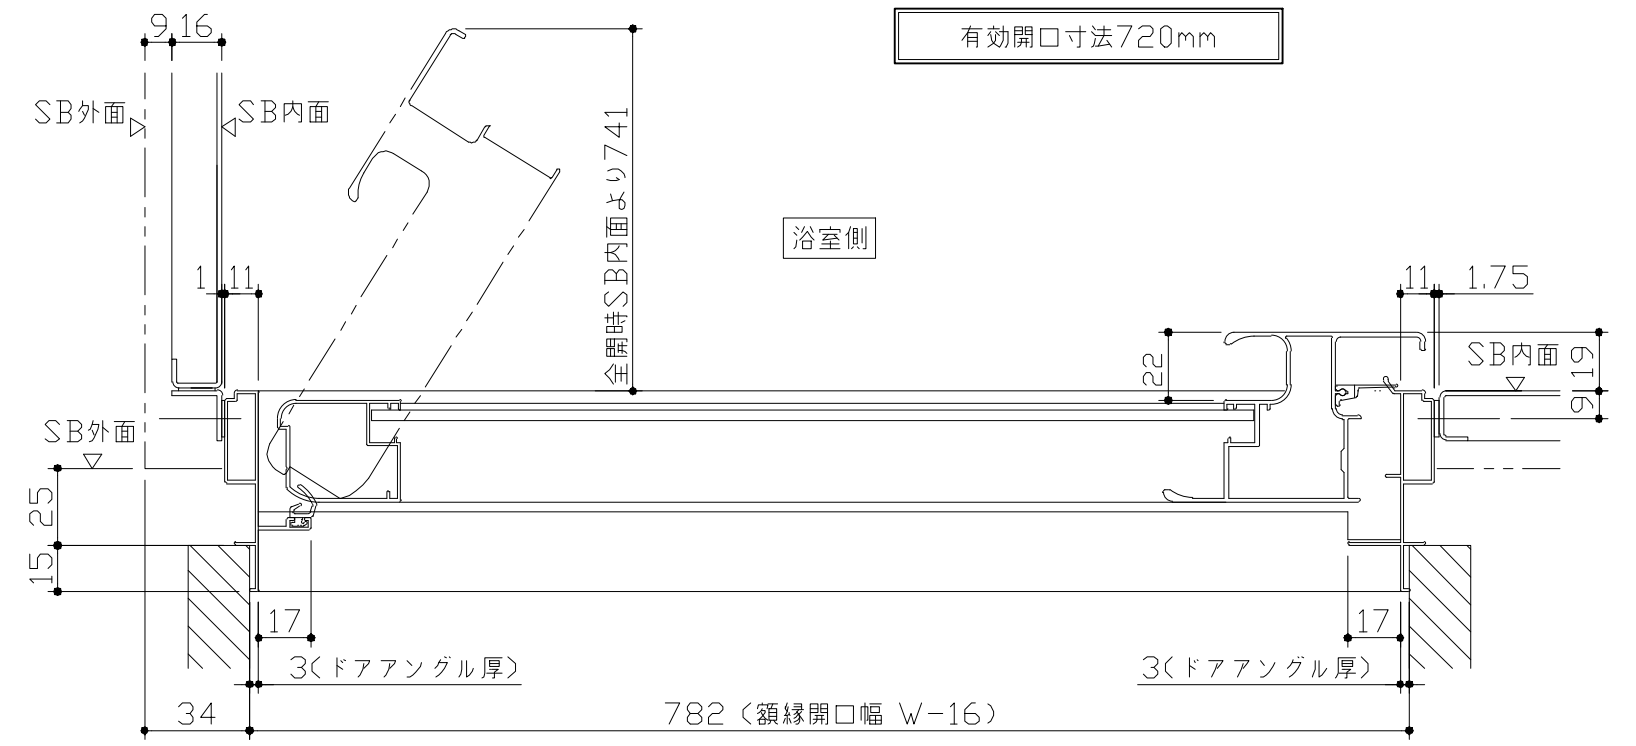 9 16
有効開口寸法720mm
SB外面
SB内面
全開時SB内面より741
浴室側
1 11
11 1.75
22
SB内面
19
9
SB外面
25
15
17
17
3(ドアアングル厚)
3(ドアアングル厚)
34
782 (額縁開口幅 W-16)